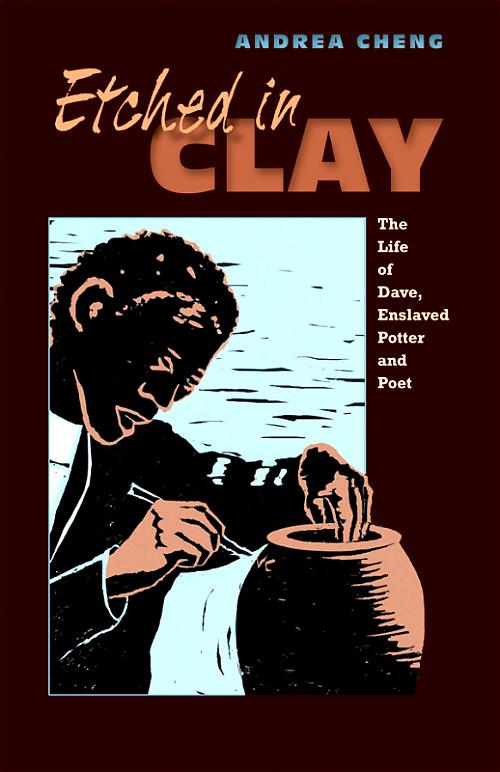 ANDREA CHENG
Etched in
CLAY
The
Life
of
Dave,
Enslaved
Potter
and
Poet